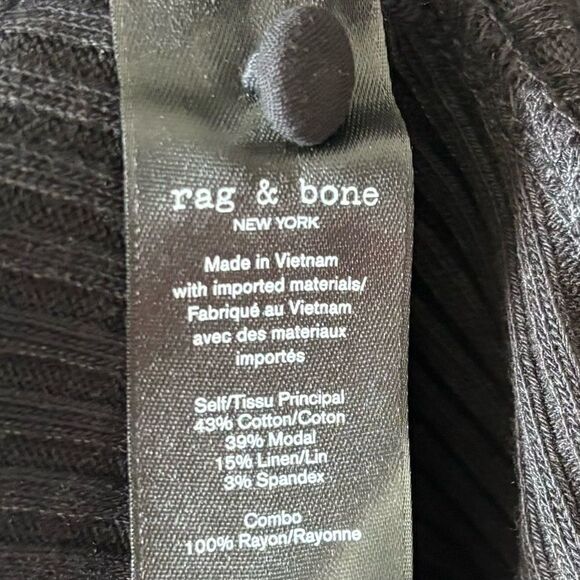 rag & bone
NEW YORK
Made in Vietnam
with imported materials/
Fabriqué au Vietnam
avec des materiaux
importés
Self/Tissu Principal
43% Cotton/Coton
39% Modal
15% Linen/Lin
3% Spandex
Combo
100% Rayon/Rayonne